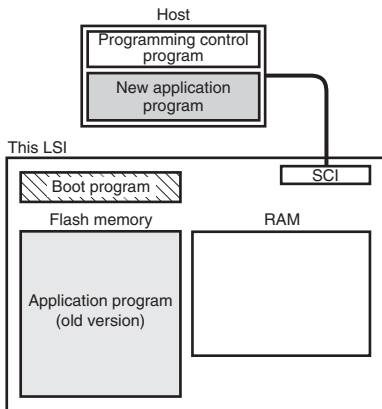 Host
Programming control
program
New application
program
This LSI
SCI
Boot program
Flash memory
RAM
Application program
(old version)